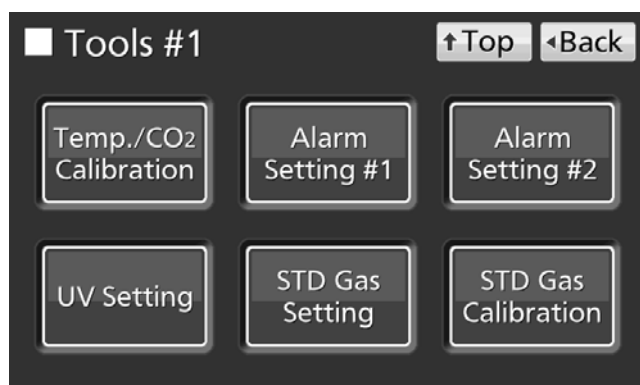 Tools #1
Top
Back
Temp./CO2
Calibration
Alarm
Setting #1
Alarm
Setting #2
UV Setting
STD Gas
Setting
STD Gas
Calibration